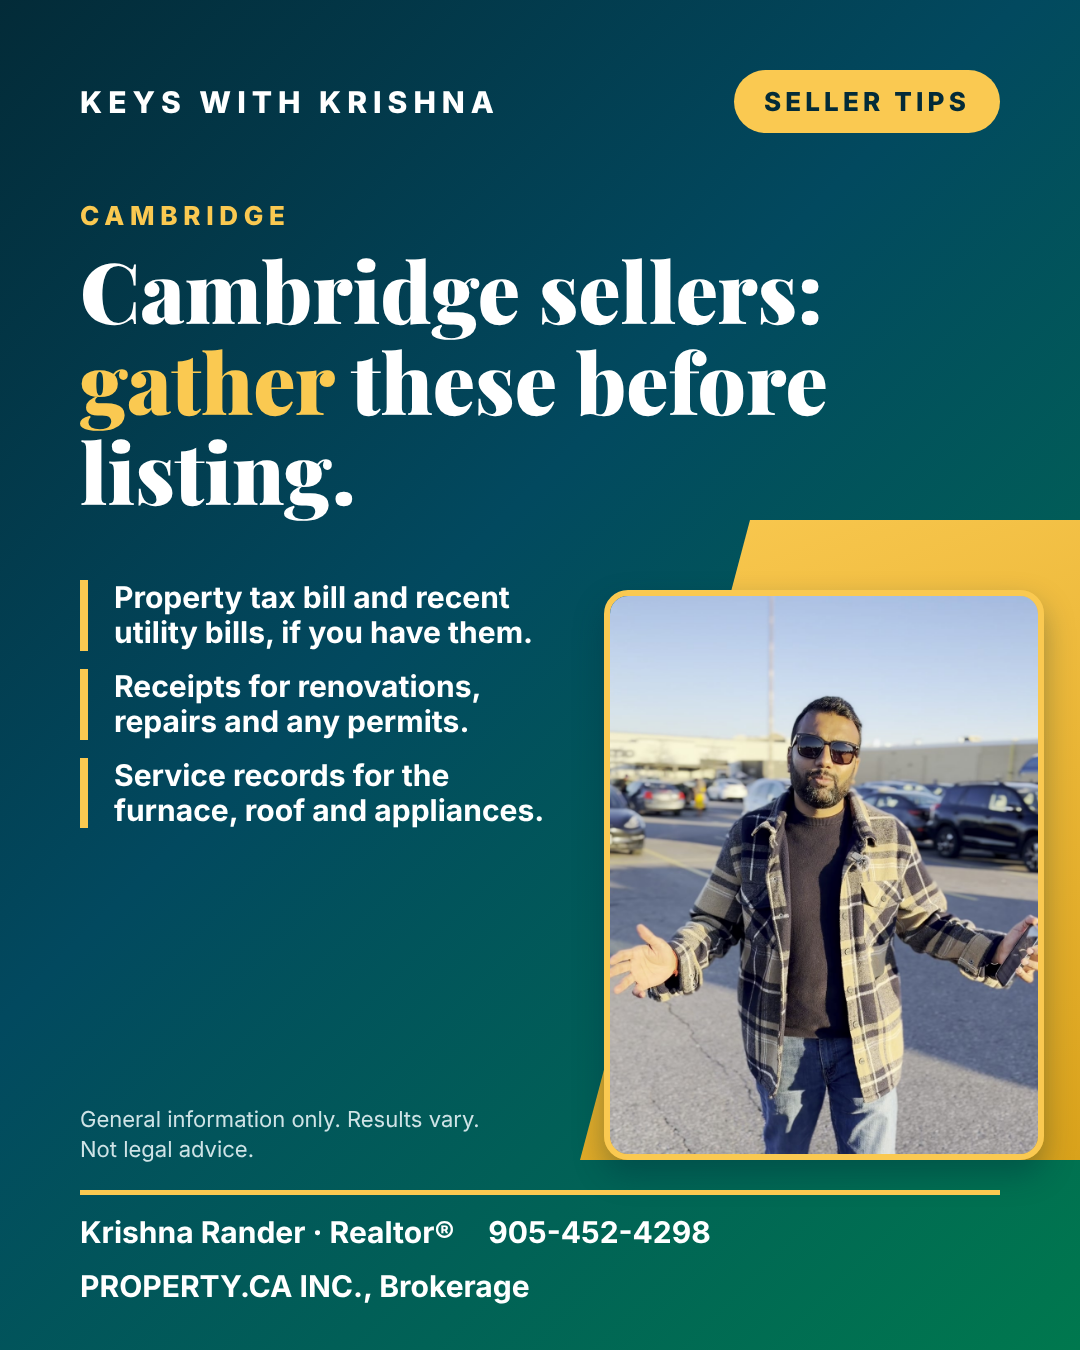 KEYS WITH KRISHNA
SELLER TIPS
CAMBRIDGE
Cambridge sellers:
gather these before
listing.
Property tax bill and recent
utility bills, if you have them.
Receipts for renovations,
repairs and any permits.
Service records for the
furnace, roof and appliances.
General information only. Results vary.
Not legal advice.
Krishna Rander · Realtor® 905-452-4298
PROPERTY.CA INC., Brokerage